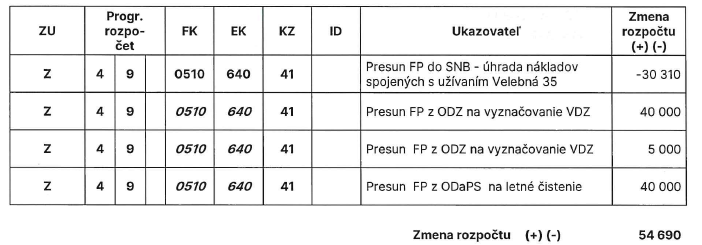 ZU Progr. rozpo- čet FK EK KZ ID Ukazovateľ Zmena rozpočtu (+) (-)
Z 4 9 0510 640 41 Presun FP do SNB - úhrada nákladov spojených s užívaním Velebná 35 -30 310
Z 4 9 0510 640 41 Presun FP z ODZ na vyznačovanie VDZ 40 000
Z 4 9 0510 640 41 Presun FP z ODZ na vyznačovanie VDZ 5 000
Z 4 9 0510 640 41 Presun FP z ODaPS na letné čistenie 40 000
Zmena rozpočtu (+) (-) 54 690